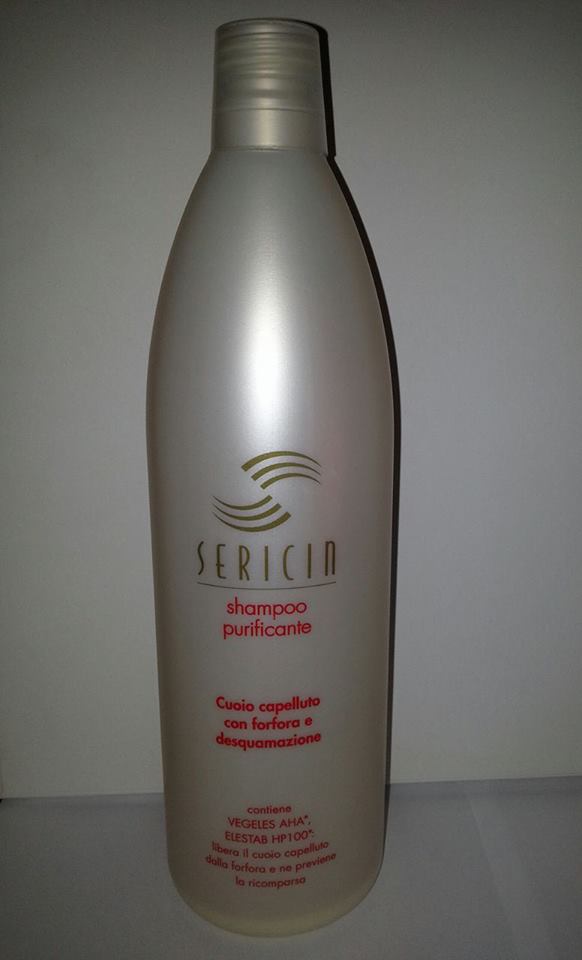 SERICIN
shampoo
purificante
Cuoio capelluto
con forfora e
desquamazione
contiene
VEGELES AHA*,
ELESTAB HP100*:
libera il cuoio capelluto
dalla forfora e ne previene
la ricomparsa